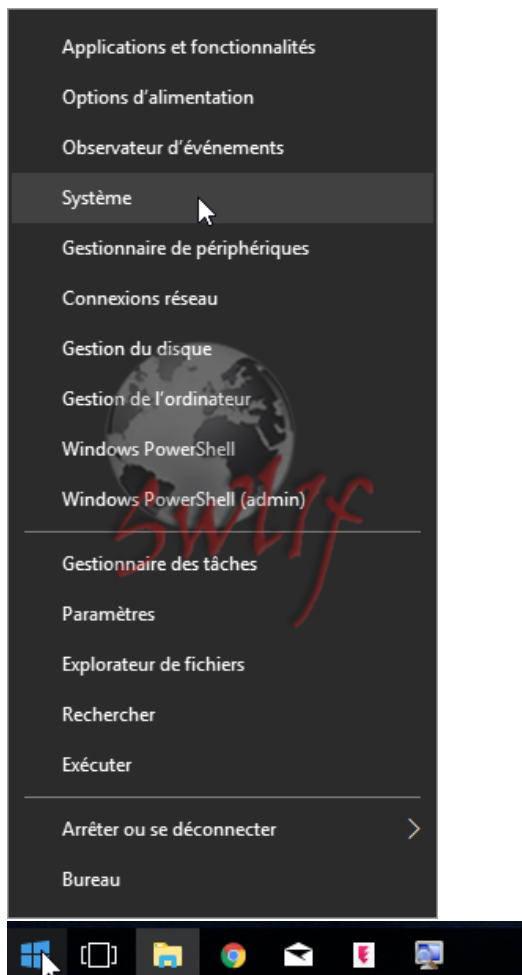 Applications et fonctionnalités
Options d'alimentation
Observateur d'événements
Système
Gestionnaire de périphériques
Connexions réseau
Gestion du disque
Gestion de l'ordinateur
Windows PowerShell
Windows PowerShell (admin)
Gestionnaire des tâches
Paramètres
Explorateur de fichiers
Rechercher
Exécuter
Arrêter ou se déconnecter
Bureau